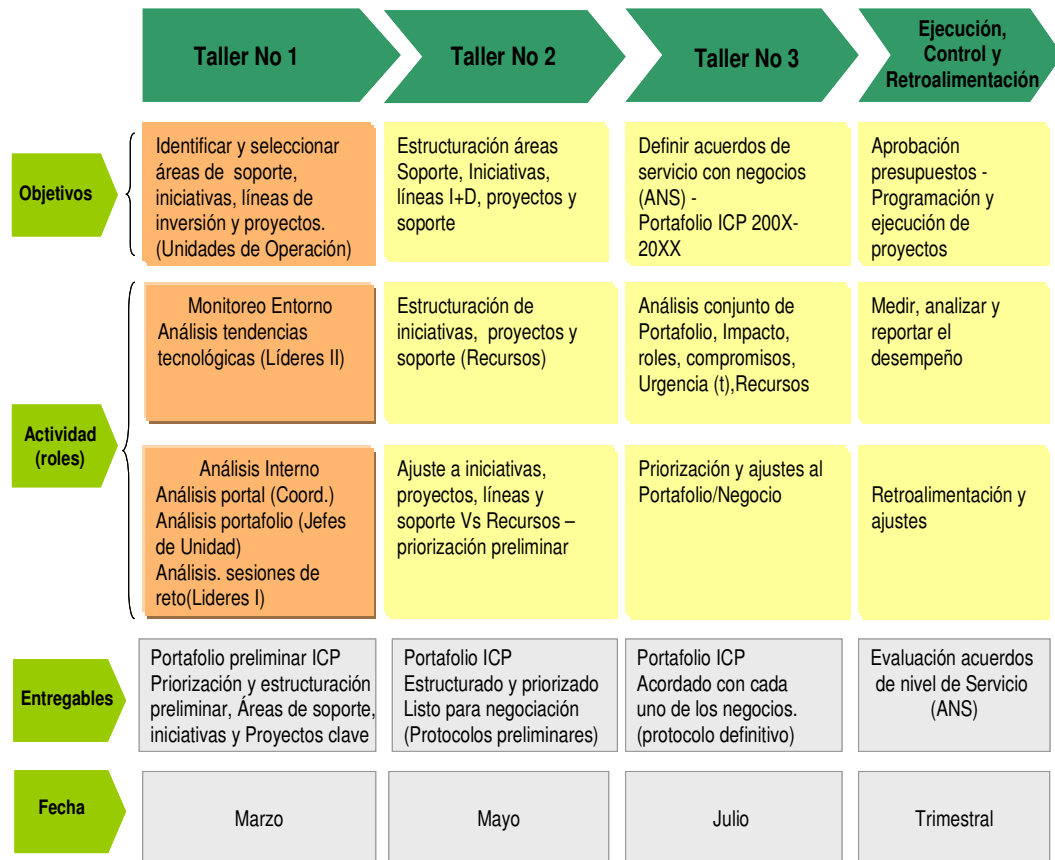 Taller No 1
Taller No 2
Taller No 3
Ejecución,
Control y
Retroalimentación
Objetivos
Identificar y seleccionar
áreas de soporte,
iniciativas, líneas de
inversión y proyectos.
(Unidades de Operación)
Estructuración áreas
Soporte, Iniciativas,
líneas I+D, proyectos y
soporte
Definir acuerdos de
servicio con negocios
(ANS) -
Portafolio ICP 200X-
20XX
Aprobación
presupuestos -
Programación y
ejecución de
proyectos
Actividad
(roles)
Monitoreo Entorno
Análisis tendencias
tecnológicas (Líderes II)
Estructuración de
iniciativas, proyectos y
soporte (Recursos)
Análisis conjunto de
Portafolio, Impacto,
roles, compromisos,
Urgencia (t),Recursos
Medir, analizar y
reportar el
desempeño
Análisis Interno
Análisis portal (Coord.)
Análisis portafolio (Jefes
de Unidad)
Análisis. sesiones de
reto(Lideres I)
Ajuste a iniciativas,
proyectos, líneas y
soporte Vs Recursos –
priorización preliminar
Priorización y ajustes al
Portafolio/Negocio
Retroalimentación y
ajustes
Entregables
Portafolio preliminar ICP
Priorización y estructuración
preliminar, Áreas de soporte,
iniciativas y Proyectos clave
Portafolio ICP
Estructurado y priorizado
Listo para negociación
(Protocolos preliminares)
Portafolio ICP
Acordado con cada
uno de los negocios.
(protocolo definitivo)
Evaluación acuerdos
de nivel de Servicio
(ANS)
Fecha
Marzo
Mayo
Julio
Trimestral